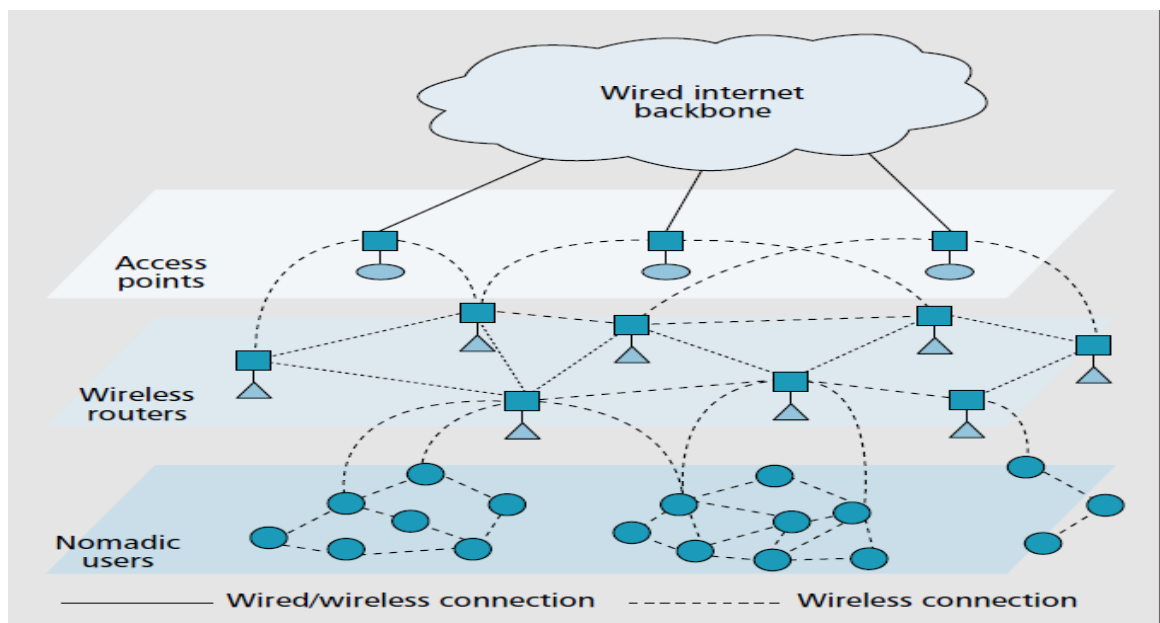 Wired internet
backbone
Access
points
Wireless
routers
Nomadic
users
Wired/wireless connection
Wireless connection